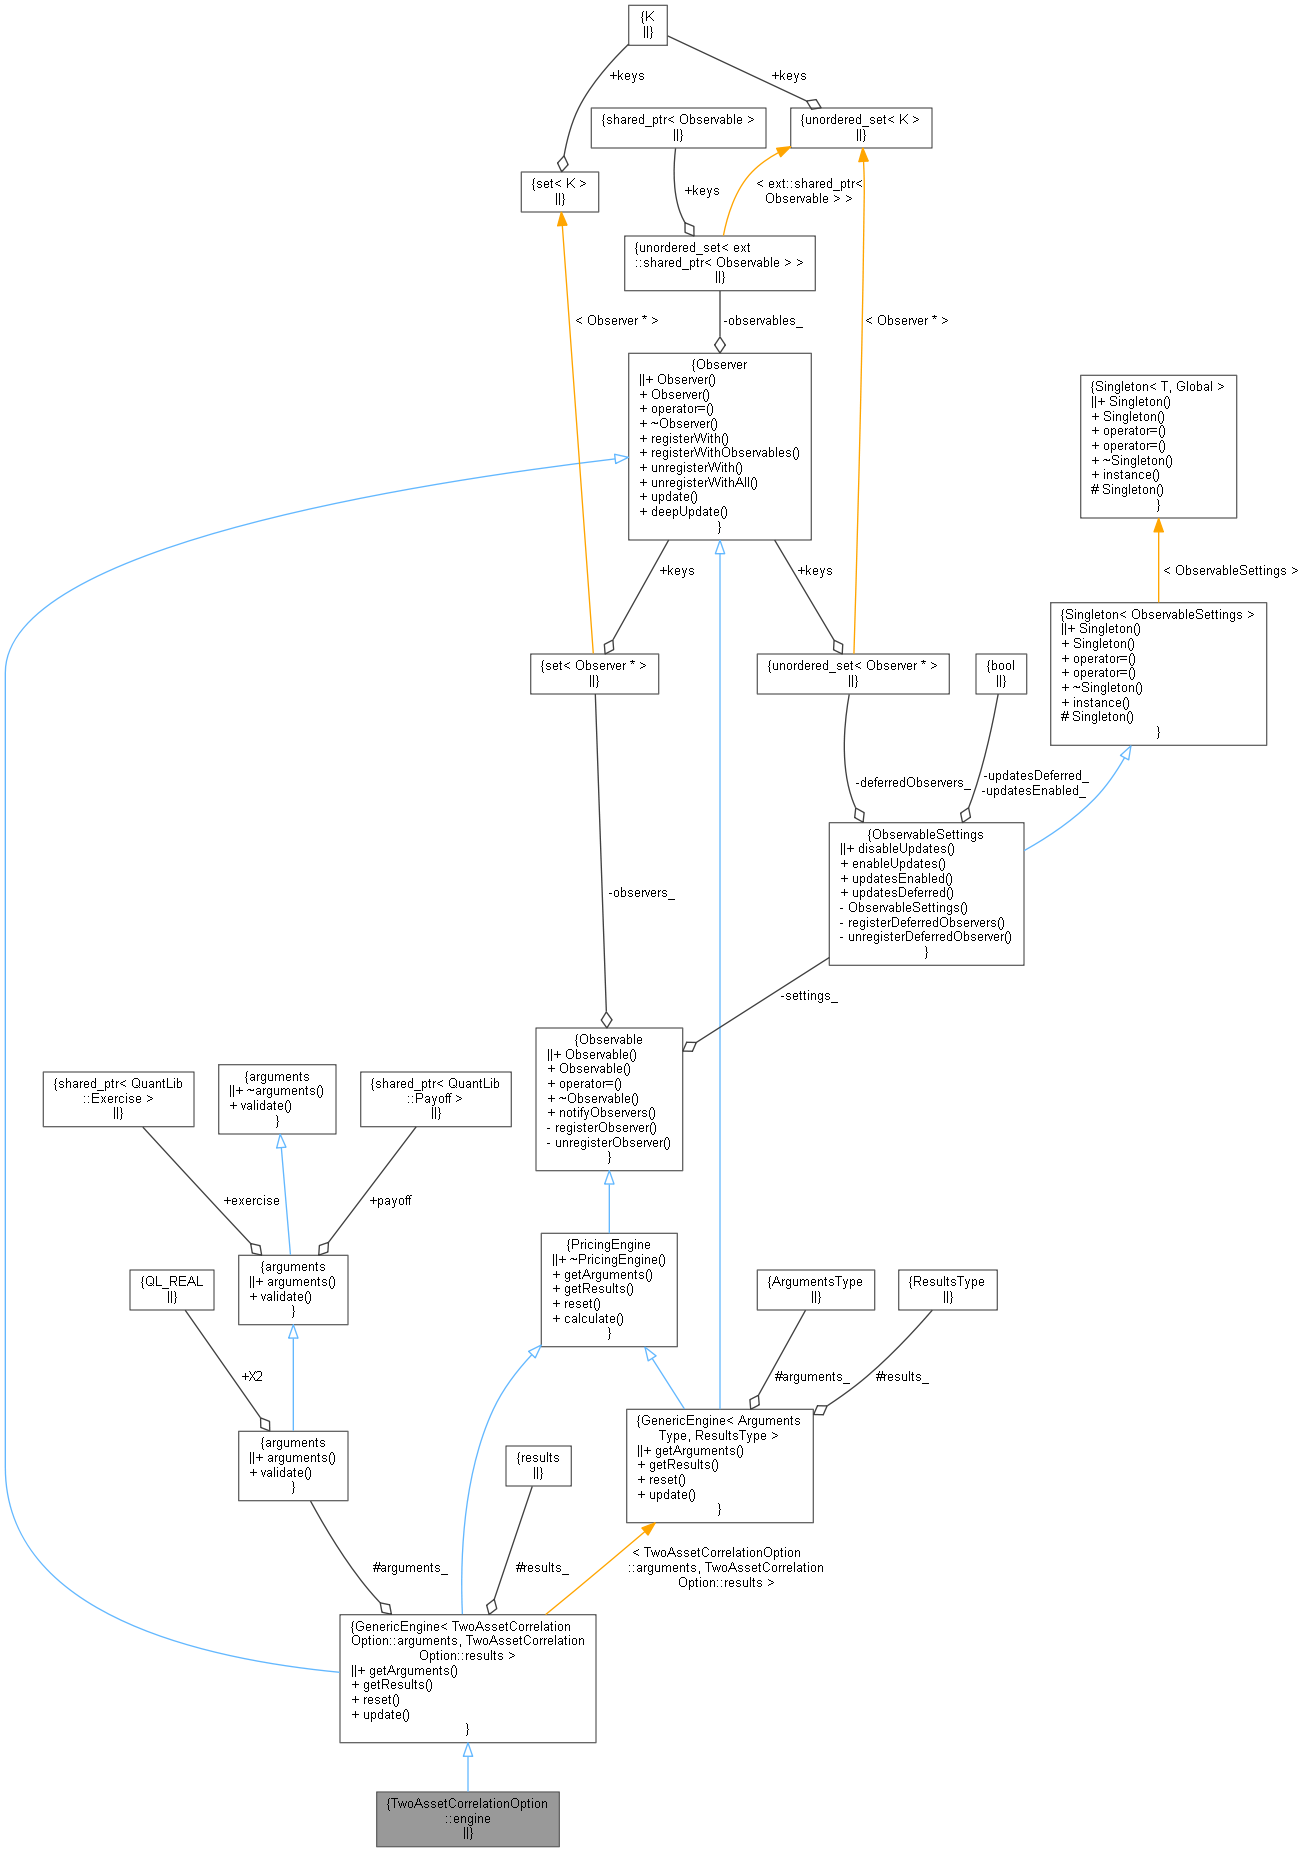 {K
||}
+keys
+keys
{shared_ptr< Observable >
||}
{unordered_set< K >
||}
{set< K >
||}
+keys
< ext::shared_ptr<
Observable > >
{unordered_set< ext
::shared_ptr< Observable > >
||}
< Observer * >
-observables_
< Observer * >
{Observer
||+ Observer()
+ Observer()
+ operator=()
+ ~Observer()
+ registerWith()
+ registerWithObservables()
+ unregisterWith()
+ unregisterWithAll()
+ update()
+ deepUpdate()
}
{Singleton< T, Global >
||+ Singleton()
+ Singleton()
+ operator=()
+ operator=()
+ ~Singleton()
+ instance()
# Singleton()
}
+keys
+keys
< ObservableSettings >
{set< Observer * >
||}
{unordered_set< Observer * >
||}
{bool
||}
{Singleton< ObservableSettings >
||+ Singleton()
+ Singleton()
+ operator=()
+ operator=()
+ ~Singleton()
+ instance()
# Singleton()
}
-deferredObservers_
-updatesDeferred_
-updatesEnabled_
-observers_
{ObservableSettings
||+ disableUpdates()
+ enableUpdates()
+ updatesEnabled()
+ updatesDeferred()
- ObservableSettings()
- registerDeferredObservers()
- unregisterDeferredObserver()
}
-settings_
{Observable
||+ Observable()
+ Observable()
+ operator=()
+ ~Observable()
+ notifyObservers()
- registerObserver()
- unregisterObserver()
}
{shared_ptr< QuantLib
::Exercise >
||}
{arguments
||+ ~arguments()
+ validate()
}
{shared_ptr< QuantLib
::Payoff >
||}
+exercise
+payoff
{PricingEngine
||+ ~PricingEngine()
+ getArguments()
+ getResults()
+ reset()
+ calculate()
}
{QL_REAL
||}
{arguments
||+ arguments()
+ validate()
}
{ArgumentsType
||}
{ResultsType
||}
+X2
#arguments_
#results_
{arguments
||+ arguments()
+ validate()
}
{results
||}
{GenericEngine< Arguments
Type, ResultsType >
||+ getArguments()
+ getResults()
+ reset()
+ update()
}
#arguments_
#results_
< TwoAssetCorrelationOption
::arguments, TwoAssetCorrelation
Option::results >
{GenericEngine< TwoAssetCorrelation
Option::arguments, TwoAssetCorrelation
Option::results >
||+ getArguments()
+ getResults()
+ reset()
+ update()
}
{TwoAssetCorrelationOption
::engine
||}